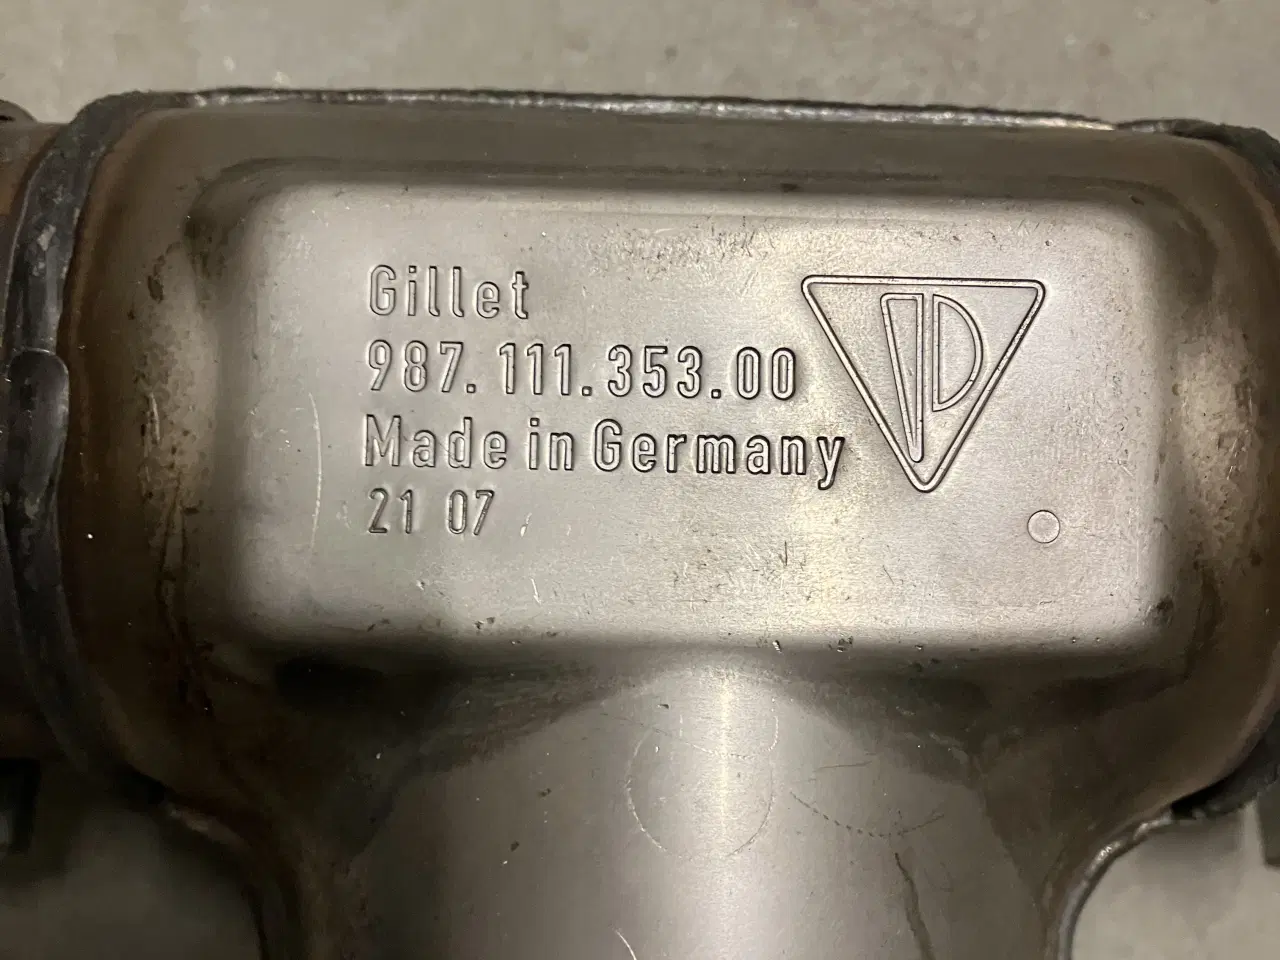 Gillet
987.111.353.00
Made in Germany
21 07